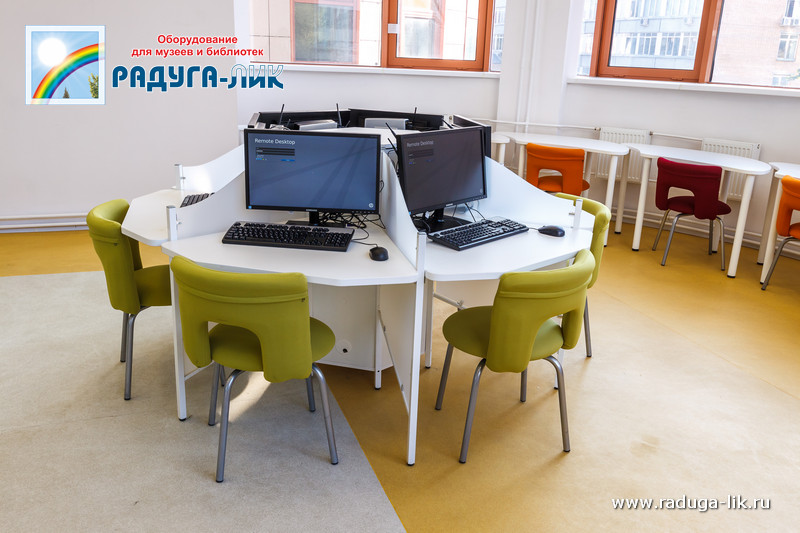 Оборудование
для музеев и библиотек
РАДУГА-ЛИК
Remote Desktop
Remote Desktop
www.raduga-lik.ru